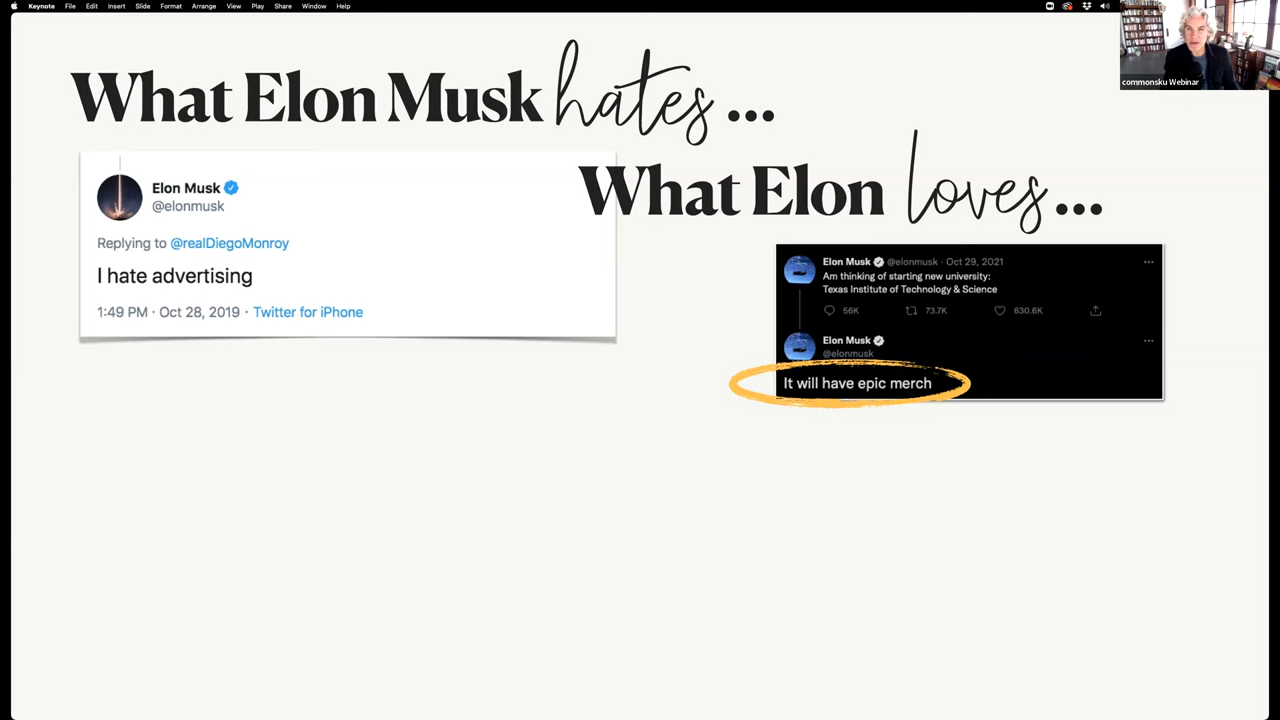 Keynote File Edit Insert Slide Format Arrange View Play Share Window Help
commonsku Webinar
What Elon Musk hates ...
Elon Musk
@elonmusk
Replying to @realDiegoMonroy
I hate advertising
1:49 PM · Oct 28, 2019 · Twitter for iPhone
What Elon loves ...
Elon Musk @elonmusk · Oct 29, 2021
Am thinking of starting new university:
Texas Institute of Technology & Science
56K 73.7K 630.6K
Elon Musk
@elonmusk
It will have epic merch